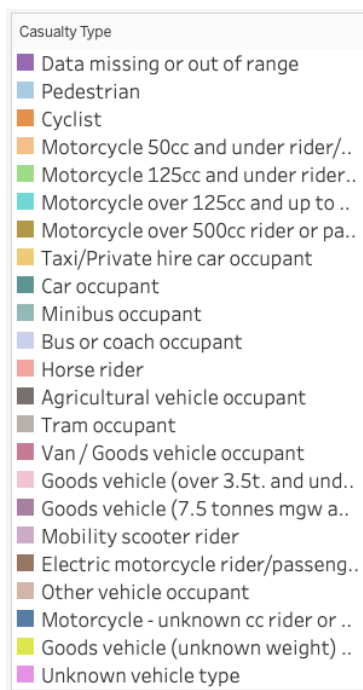 Casualty Type
Data missing or out of range
Pedestrian
Cyclist
Motorcycle 50cc and under rider/..
Motorcycle 125cc and under rider..
Motorcycle over 125cc and up to ..
Motorcycle over 500cc rider or pa..
Taxi/Private hire car occupant
Car occupant
Minibus occupant
Bus or coach occupant
Horse rider
Agricultural vehicle occupant
Tram occupant
Van / Goods vehicle occupant
Goods vehicle (over 3.5t. and und..
Goods vehicle (7.5 tonnes mgw a..
Mobility scooter rider
Electric motorcycle rider/passeng..
Other vehicle occupant
Motorcycle - unknown cc rider or ..
Goods vehicle (unknown weight) ..
Unknown vehicle type